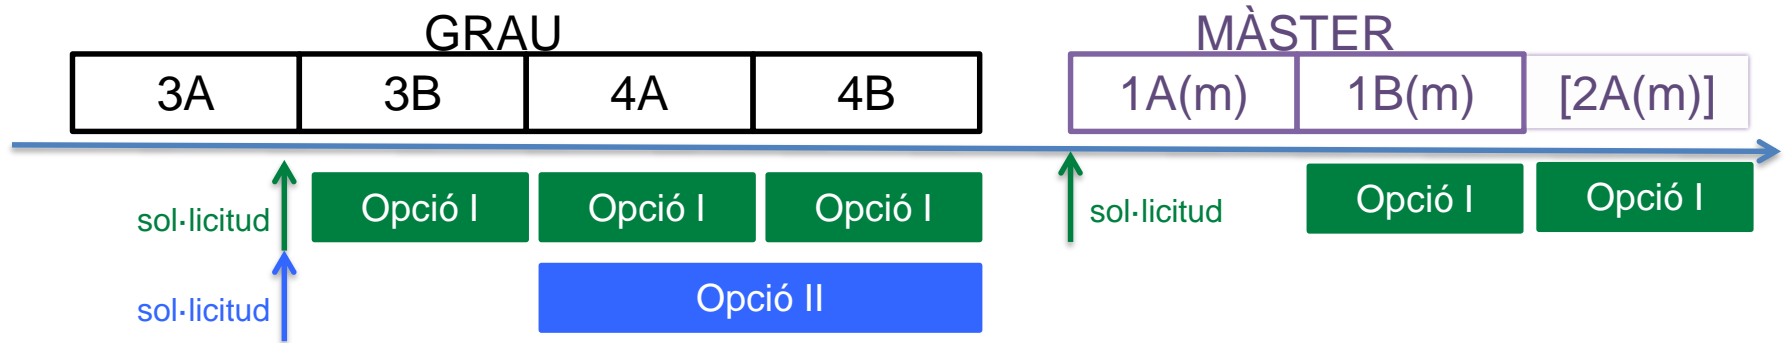 GRAU MÀSTER
3A 3B 4A 4B 1A(m) 1B(m) [2A(m)]
sol·licitud Opció I Opció I Opció I sol·licitud Opció I Opció I
sol·licitud Opció II